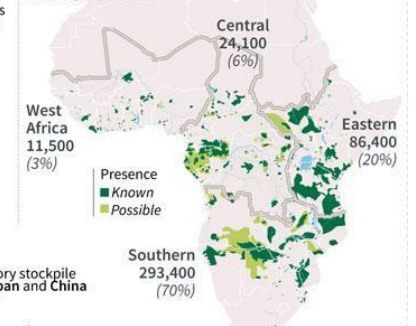 s
Central
24,100
(6%)
West
Africa
11,500
(3%)
Eastern
86,400
(20%)
Presence
Known
Possible
Southern
293,400
(70%)
ory stockpile
pan and China